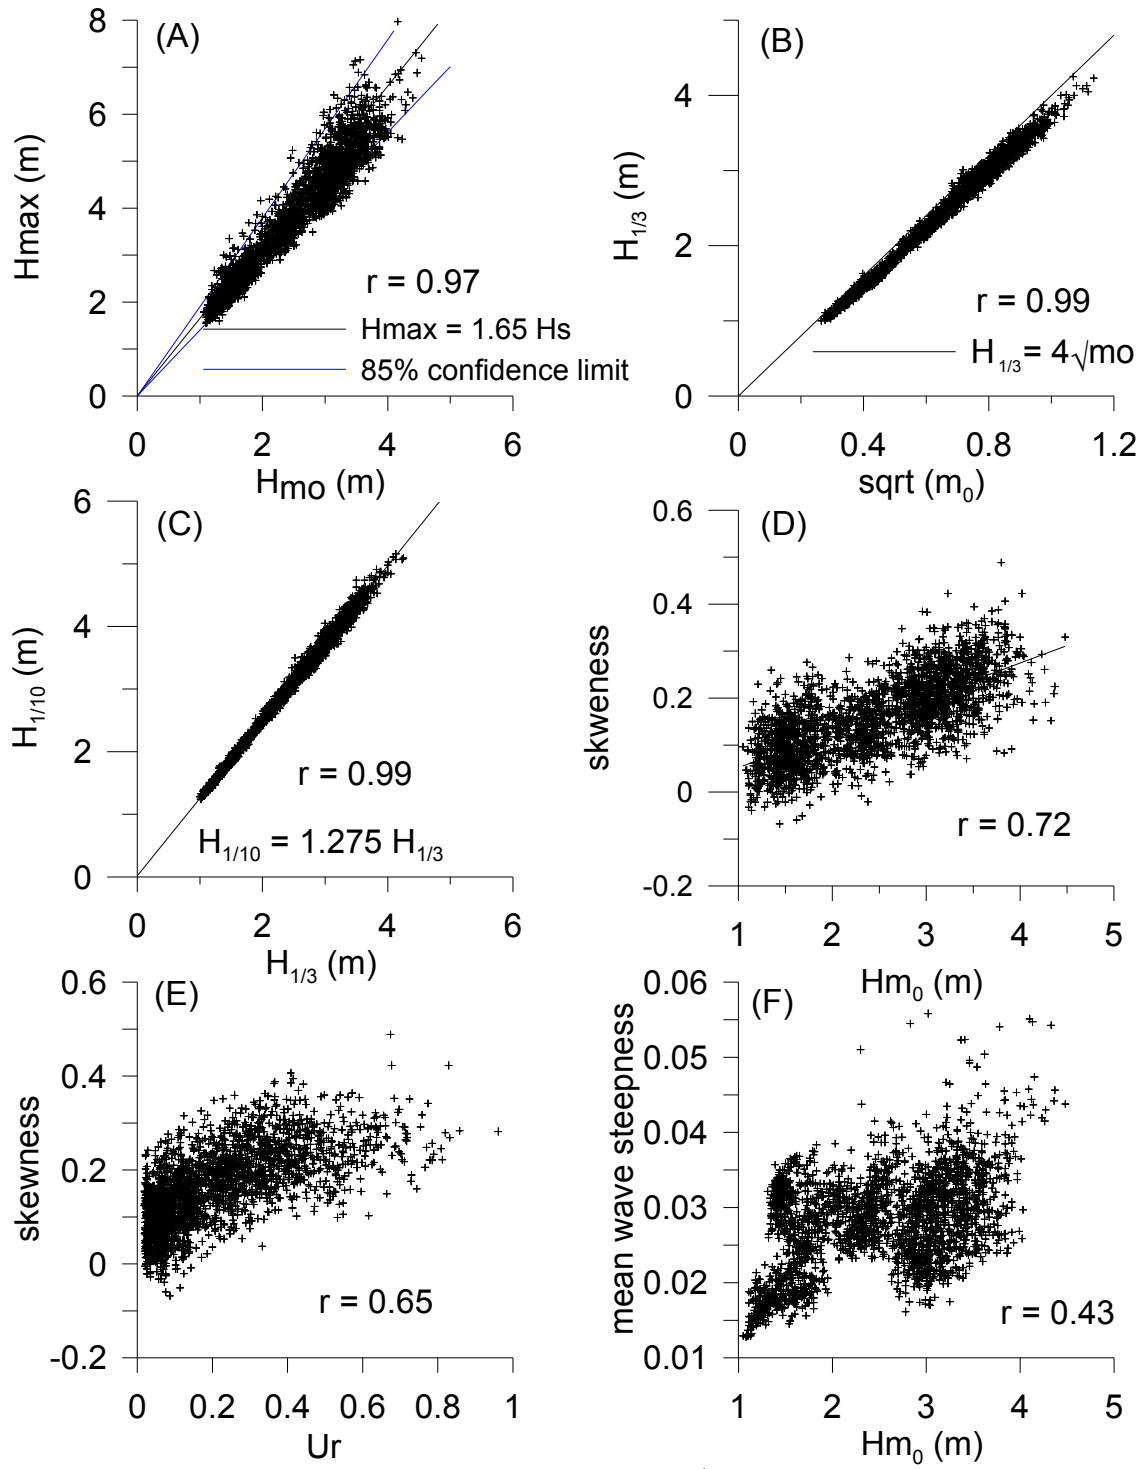 (A)
8
6
4
2
0
Hmax (m)
r = 0.97
Hmax = 1.65 Hs
85% confidence limit
0 2 4 6
Hmo (m)
(B)
4
2
0
H1/3 (m)
r = 0.99
H1/3 = 4√mo
0 0.4 0.8 1.2
sqrt (m0)
(C)
6
4
2
0
H1/10 (m)
r = 0.99
H1/10 = 1.275 H1/3
0 2 4 6
H1/3 (m)
(D)
0.6
0.4
0.2
0
-0.2
skweness
r = 0.72
1 2 3 4 5
Hm0 (m)
(E)
0.6
0.4
0.2
0
-0.2
skewness
r = 0.65
0 0.2 0.4 0.6 0.8 1
Ur
(F)
0.06
0.05
0.04
0.03
0.02
0.01
mean wave steepness
r = 0.43
1 2 3 4 5
Hm0 (m)